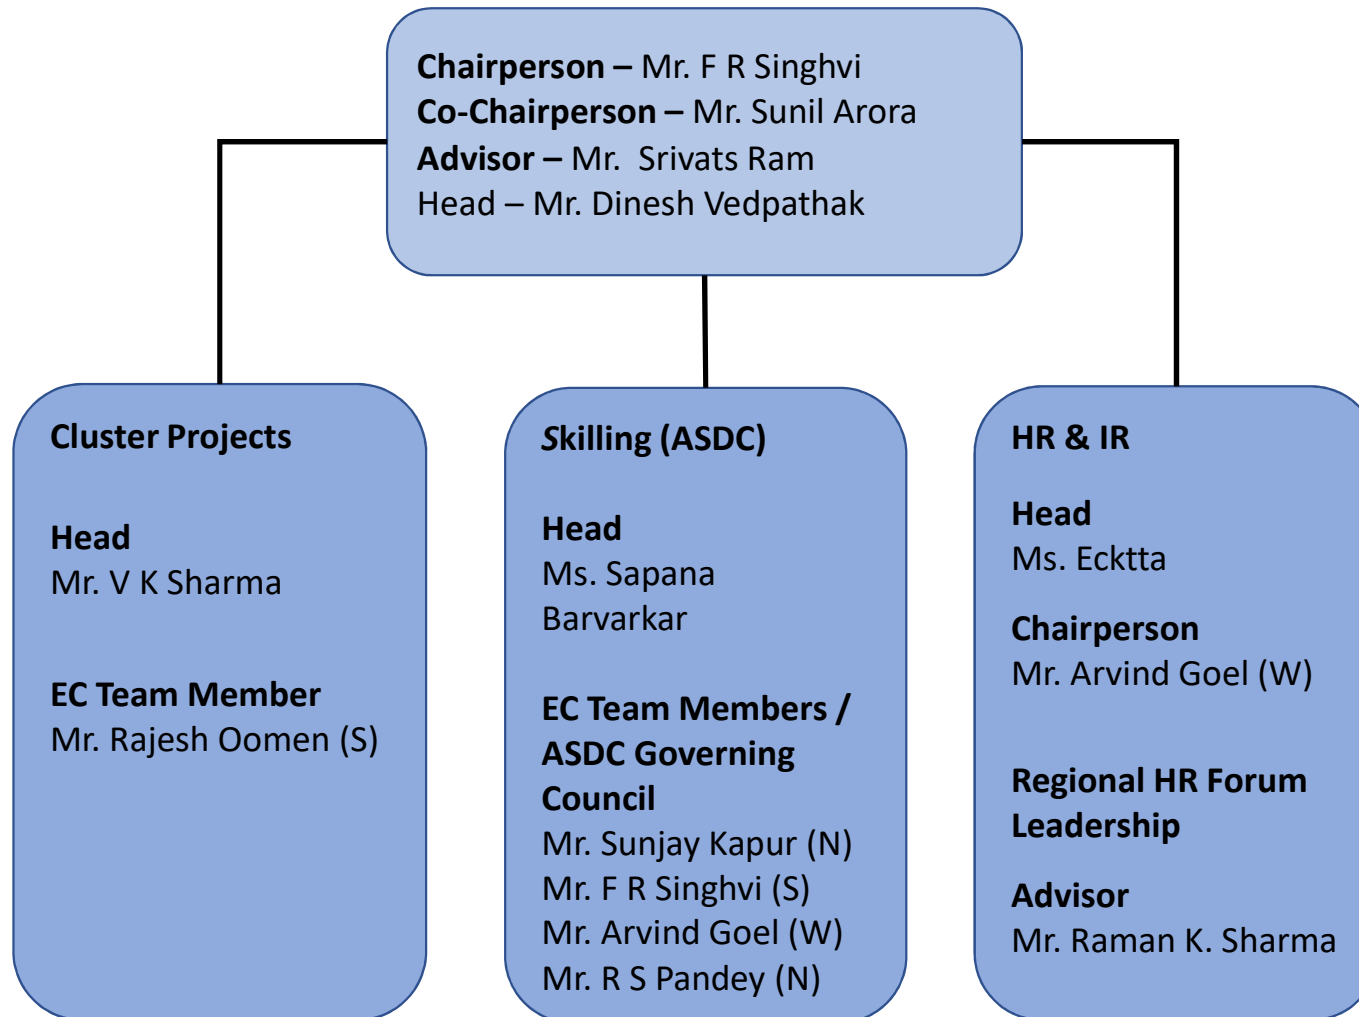 Chairperson – Mr. F R Singhvi
Co-Chairperson – Mr. Sunil Arora
Advisor – Mr. Srivats Ram
Head – Mr. Dinesh Vedpathak
Cluster Projects
Head
Mr. V K Sharma
EC Team Member
Mr. Rajesh Oomen (S)
Skilling (ASDC)
Head
Ms. Sapana
Barvarkar
EC Team Members /
ASDC Governing
Council
Mr. Sunjay Kapur (N)
Mr. F R Singhvi (S)
Mr. Arvind Goel (W)
Mr. R S Pandey (N)
HR & IR
Head
Ms. Ecktta
Chairperson
Mr. Arvind Goel (W)
Regional HR Forum
Leadership
Advisor
Mr. Raman K. Sharma